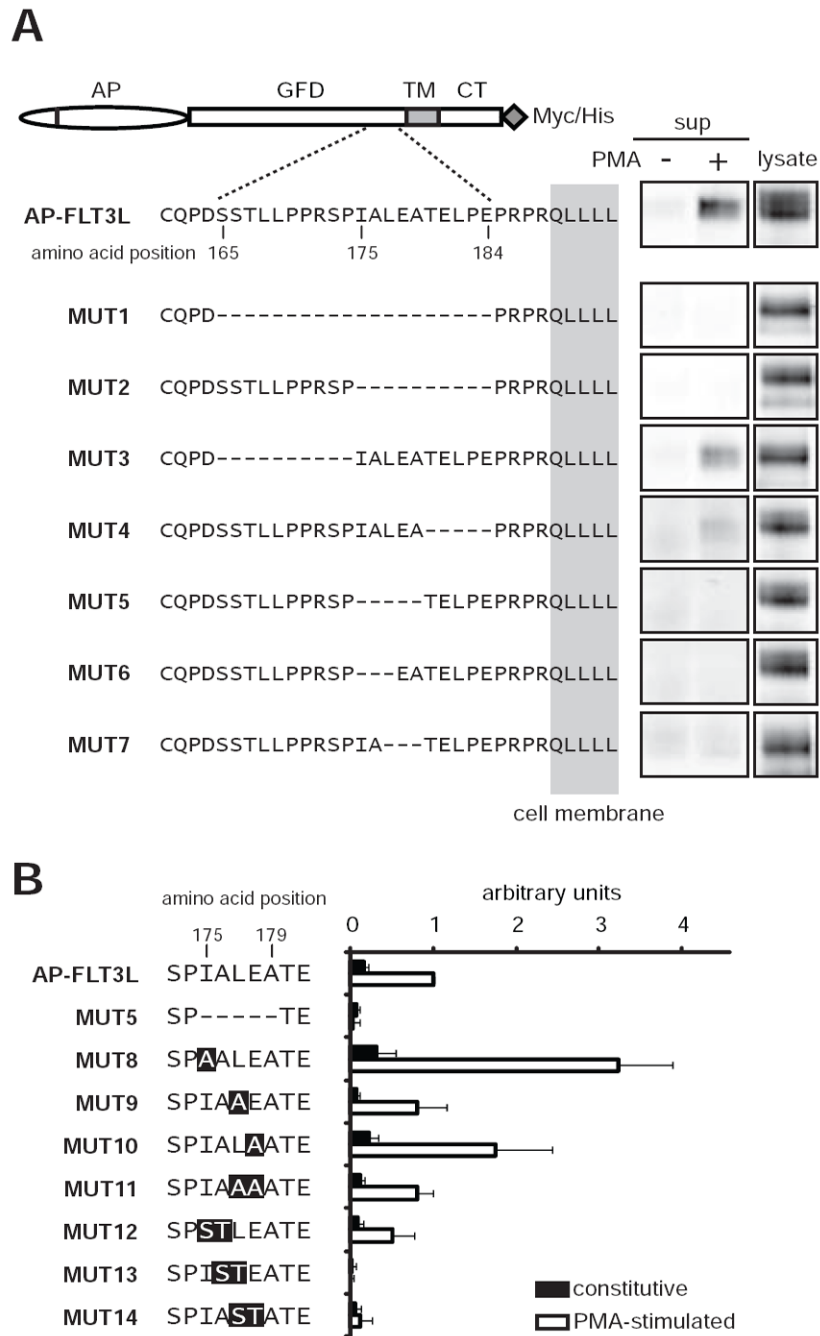 A
AP GFD TM CT
Myc/His
sup
PMA - + lysate
AP-FLT3L CQPDSSTLLPPRSPIALEATELPEPRPRQLLLL
amino acid position 165 175 184
MUT1 CQPD--------------------PRPRQLLLL
MUT2 CQPDSSTLLPPRSP----------PRPRQLLLL
MUT3 CQPD----------IALEATELPEPRPRQLLLL
MUT4 CQPDSSTLLPPRSPIALEA-----PRPRQLLLL
MUT5 CQPDSSTLLPPRSP-----TELPEPRPRQLLLL
MUT6 CQPDSSTLLPPRSP---EATELPEPRPRQLLLL
MUT7 CQPDSSTLLPPRSPIA---TELPEPRPRQLLLL
cell membrane
B
amino acid position
arbitrary units
175 179
0 1 2 3 4
AP-FLT3L SPIALEATE
MUT5 SP-----TE
MUT8 SPAALEATE
MUT9 SPIAAEATE
MUT10 SPIALAATE
MUT11 SPIAAAATE
MUT12 SPSTLEATE
MUT13 SPISTEATE
MUT14 SPIASTATE
constitutive
PMA-stimulated